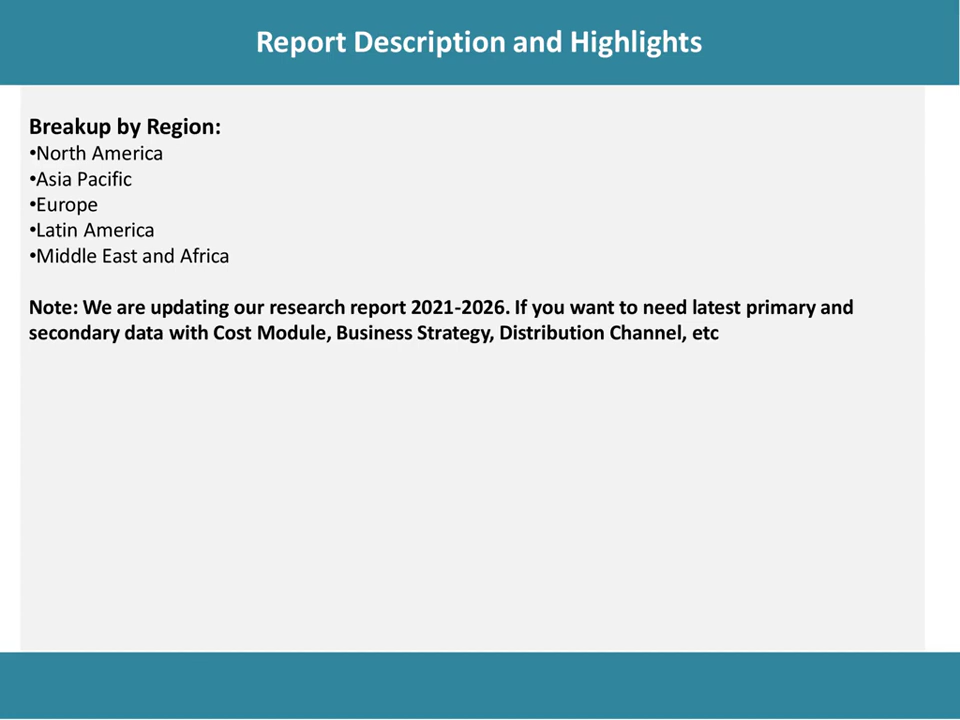 Report Description and Highlights
Breakup by Region:
•North America
•Asia Pacific
•Europe
•Latin America
•Middle East and Africa
Note: We are updating our research report 2021-2026. If you want to need latest primary and
secondary data with Cost Module, Business Strategy, Distribution Channel, etc